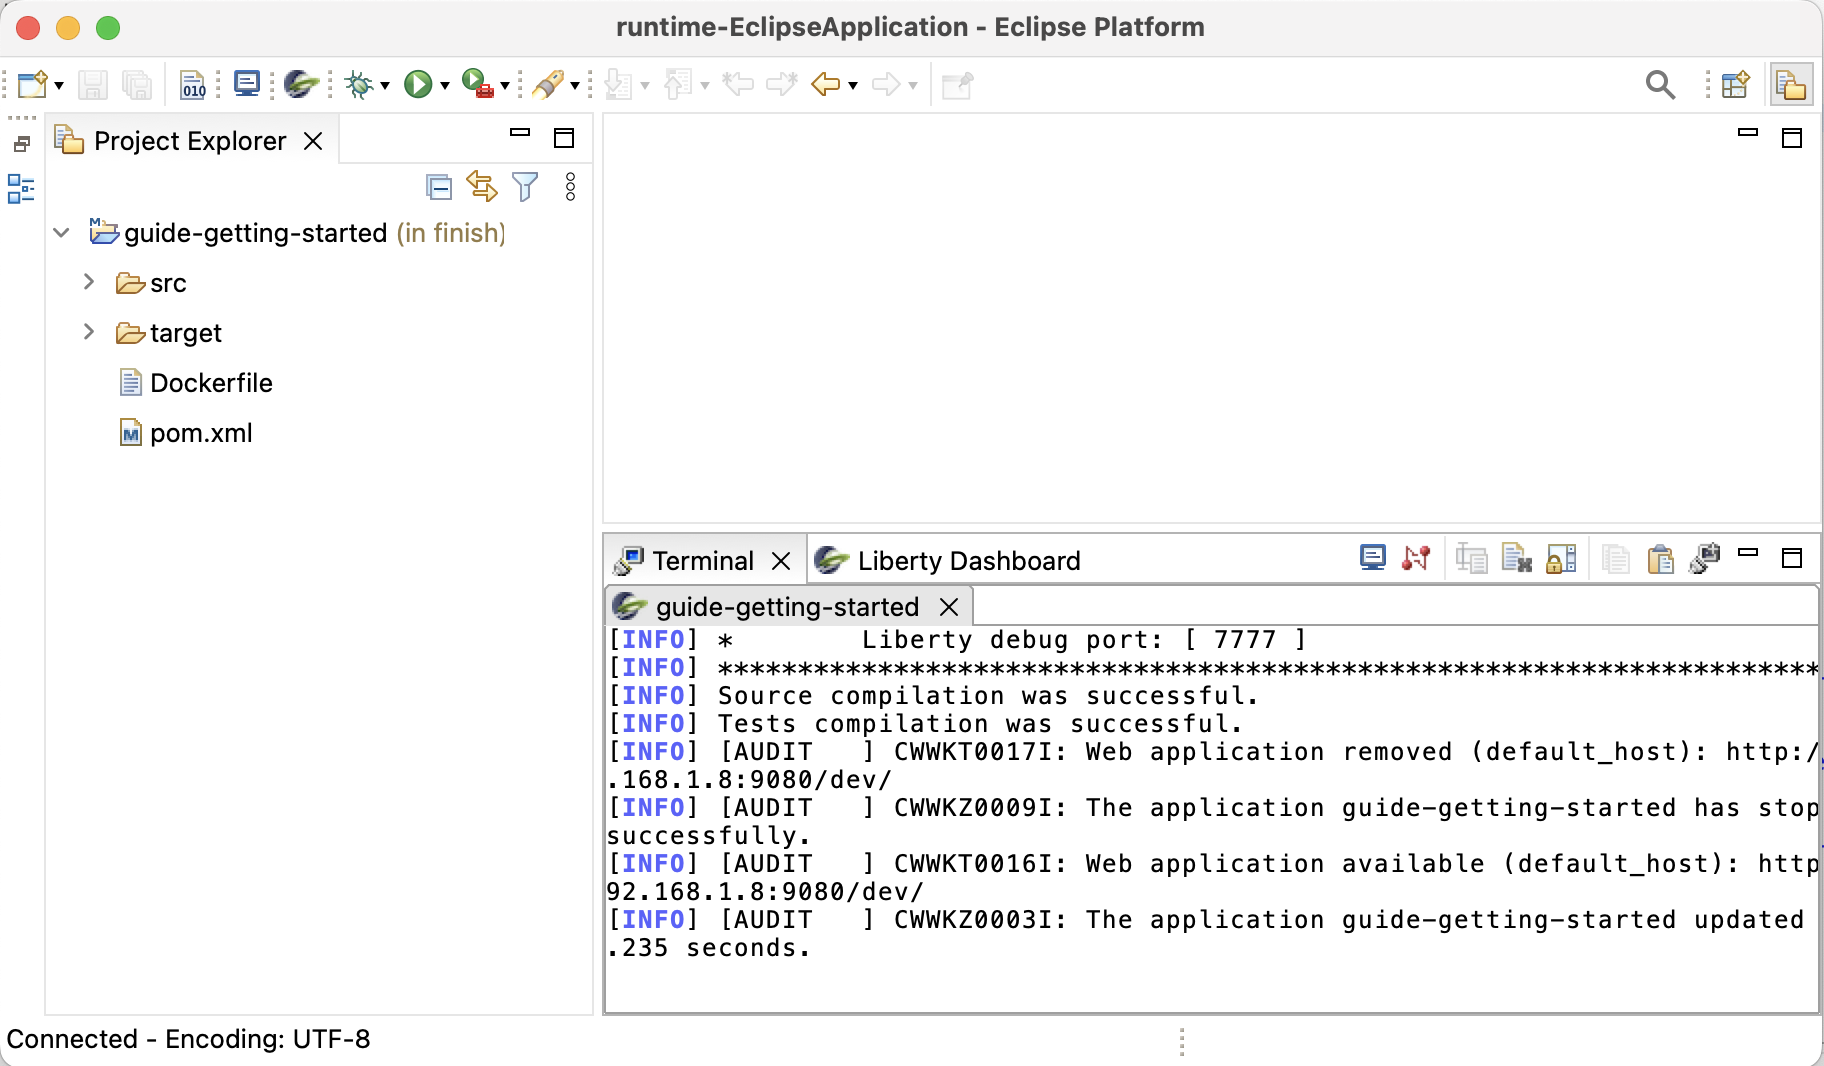 runtime-EclipseApplication - Eclipse Platform
010
Project Explorer
guide-getting-started (in finish)
src
target
Dockerfile
pom.xml
Terminal
Liberty Dashboard
guide-getting-started
[INFO] *        Liberty debug port: [ 7777 ]
[INFO] *********************************************************************
[INFO] Source compilation was successful.
[INFO] Tests compilation was successful.
[INFO] [AUDIT   ] CWWKT0017I: Web application removed (default_host): http:/
.168.1.8:9080/dev/
[INFO] [AUDIT   ] CWWKZ0009I: The application guide-getting-started has stop
successfully.
[INFO] [AUDIT   ] CWWKT0016I: Web application available (default_host): http
92.168.1.8:9080/dev/
[INFO] [AUDIT   ] CWWKZ0003I: The application guide-getting-started updated
.235 seconds.
Connected - Encoding: UTF-8